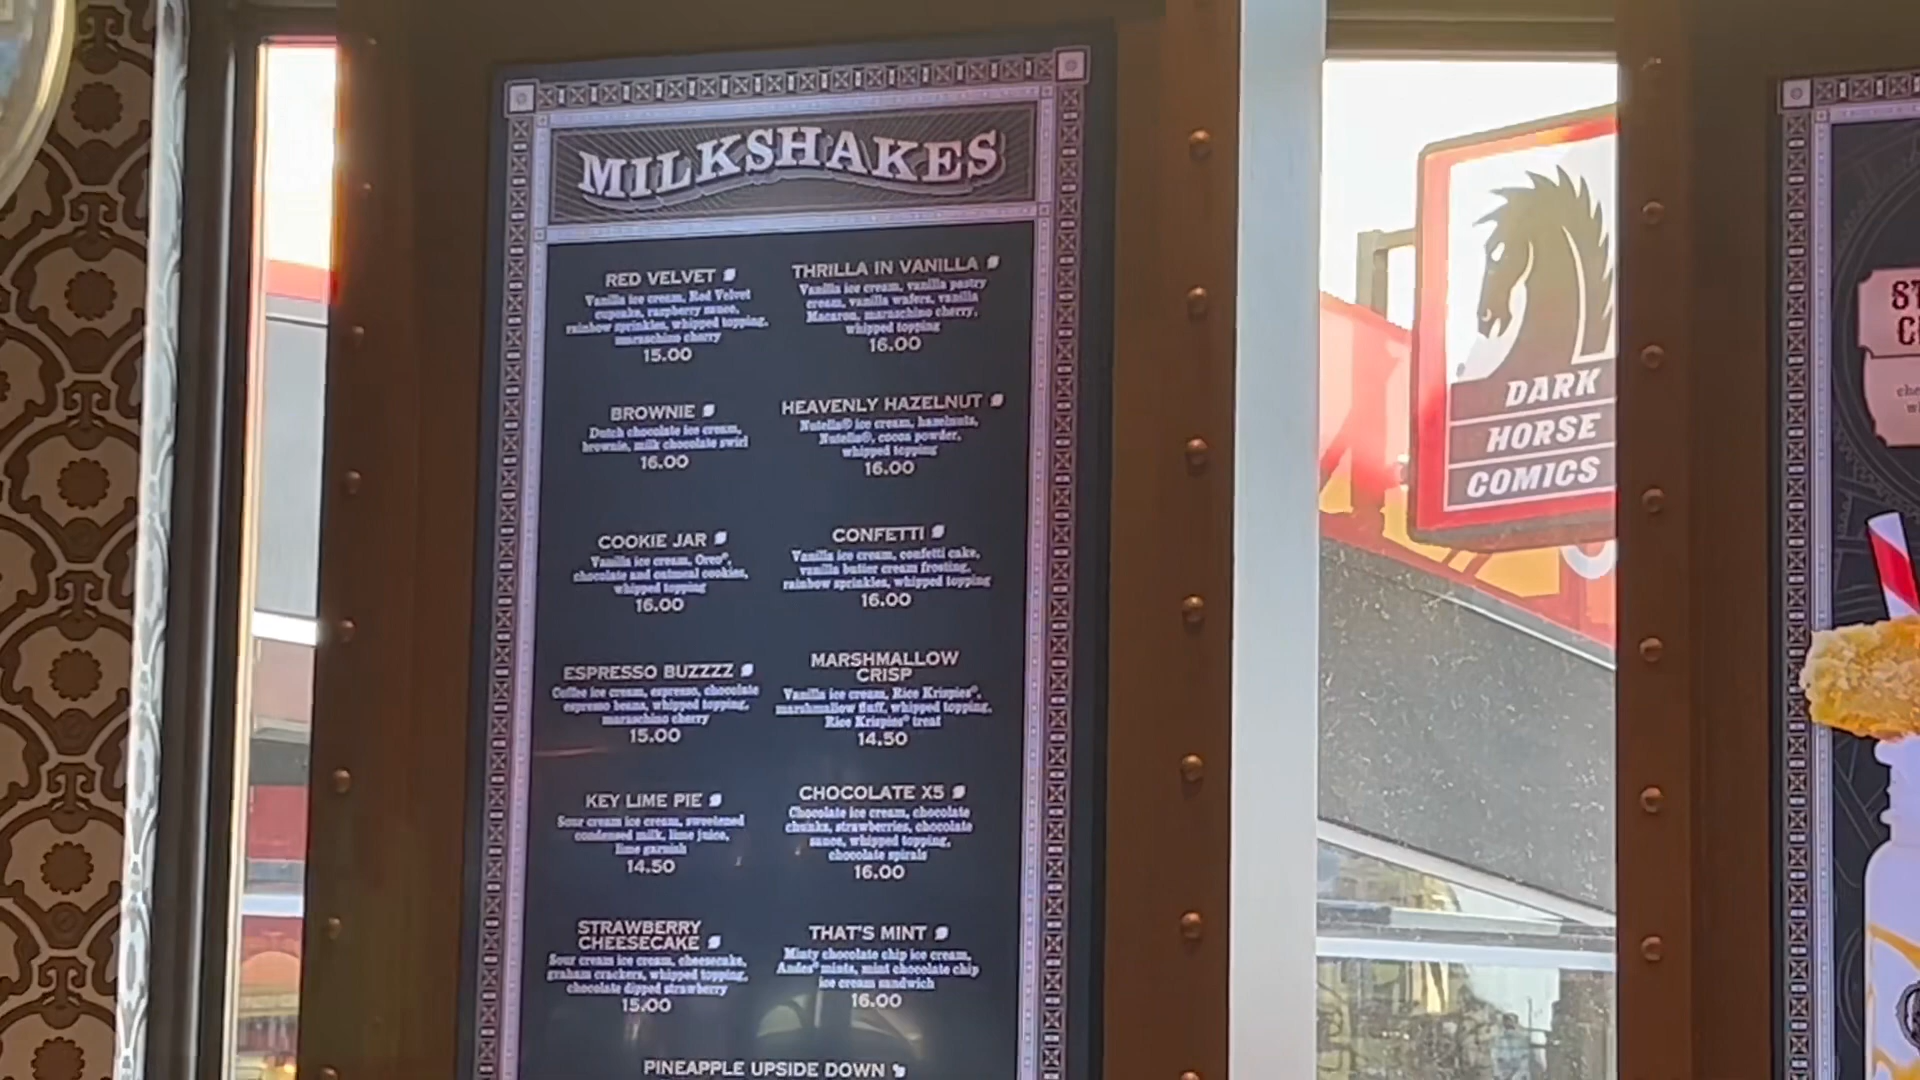 MILKSHAKES
RED VELVET
Vanilla ice cream, Red Velvet
cupcake, raspberry sauce,
rainbow sprinkles, whipped topping,
maraschino cherry
15.00
BROWNIE
Dutch chocolate ice cream,
brownie, milk chocolate swirl
16.00
COOKIE JAR
Vanilla ice cream, Oreo®,
chocolate and oatmeal cookies,
whipped topping
16.00
ESPRESSO BUZZZZ
Coffee ice cream, espresso, chocolate
espresso beans, whipped topping,
maraschino cherry
15.00
KEY LIME PIE
Sour cream ice cream, sweetened
condensed milk, lime juice,
lime garnish
14.50
STRAWBERRY
CHEESECAKE
Sour cream ice cream, cheesecake,
graham crackers, whipped topping,
chocolate dipped strawberry
15.00
THRILLA IN VANILLA
Vanilla ice cream, vanilla pastry
cream, vanilla wafers, vanilla
Macaron, maraschino cherry,
whipped topping
16.00
HEAVENLY HAZELNUT
Nutella® ice cream, hazelnuts,
Nutella®, cocoa powder,
whipped topping
16.00
CONFETTI
Vanilla ice cream, confetti cake,
vanilla butter cream frosting,
rainbow sprinkles, whipped topping
16.00
MARSHMALLOW
CRISP
Vanilla ice cream, Rice Krispies®,
marshmallow fluff, whipped topping,
Rice Krispies® treat
14.50
CHOCOLATE X5
Chocolate ice cream, chocolate
chunks, strawberries, chocolate
sauce, whipped topping,
chocolate spirals
16.00
THAT'S MINT
Minty chocolate chip ice cream,
Andes® mints, mint chocolate chip
ice cream sandwich
16.00
PINEAPPLE UPSIDE DOWN
DARK
HORSE
COMICS